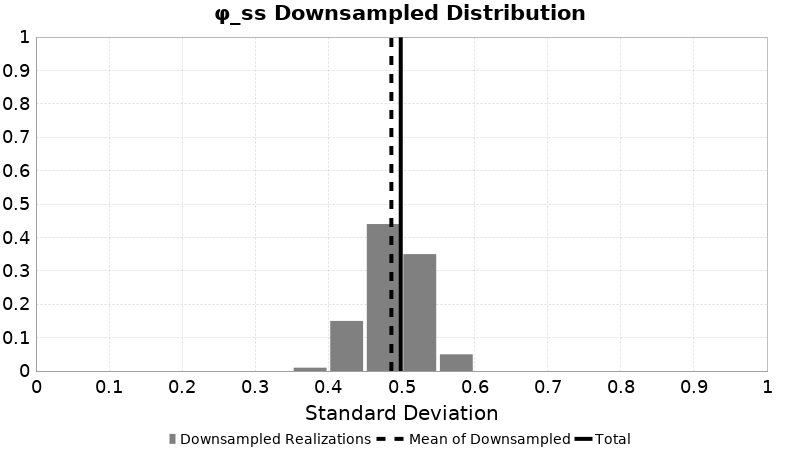 φ_ss Downsampled Distribution
1
0.9
0.8
0.7
0.6
0.5
0.4
0.3
0.2
0.1
0
0 0.1 0.2 0.3 0.4 0.5 0.6 0.7 0.8 0.9 1
Standard Deviation
Downsampled Realizations Mean of Downsampled Total